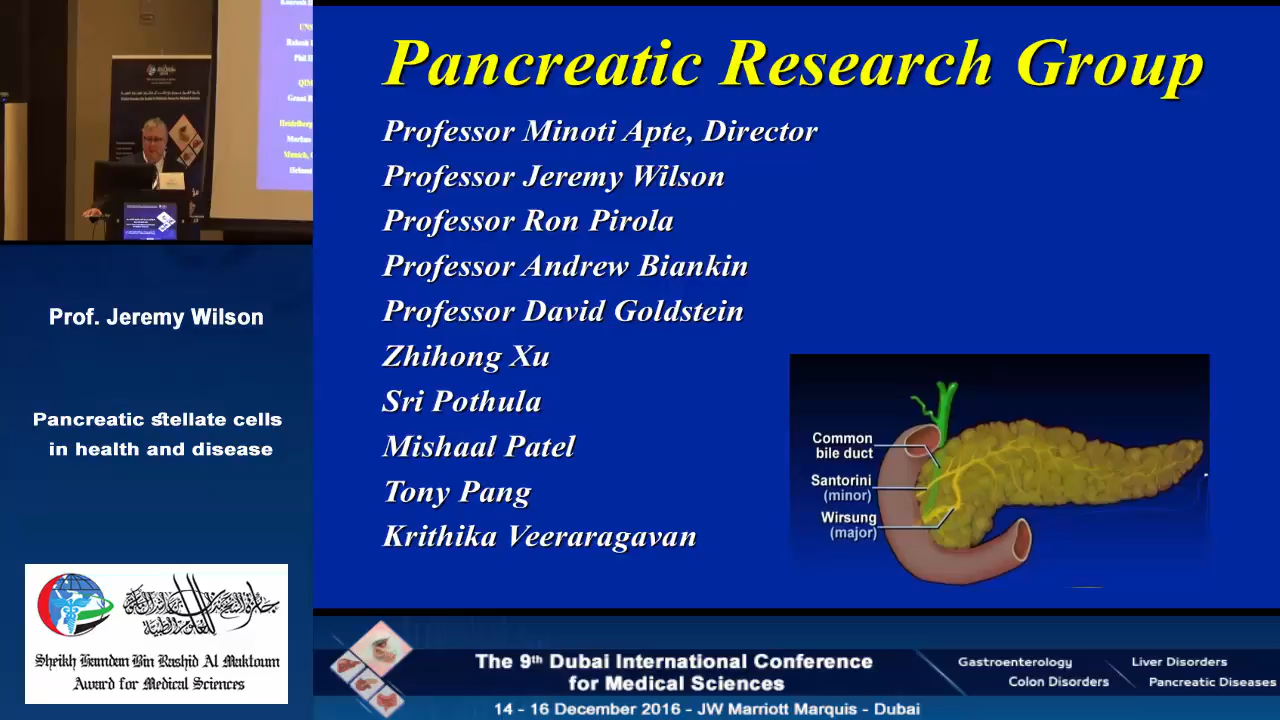 Pancreatic Research Group
Professor Minoti Apte, Director
Professor Jeremy Wilson
Professor Ron Pirola
Professor Andrew Biankin
Professor David Goldstein
Zhihong Xu
Sri Pothula
Mishaal Patel
Tony Pang
Krithika Veeraragavan
Common
bile duct
Santorini
(minor)
Wirsung
(major)
Prof. Jeremy Wilson
Pancreatic stellate cells
in health and disease
Sheikh Hamdan Bin Rashid Al Maktoum
Award for Medical Sciences
The 9th Dubai International Conference
for Medical Sciences
14 - 16 December 2016 - JW Marriott Marquis - Dubai
Gastroenterology
Liver Disorders
Colon Disorders
Pancreatic Diseases